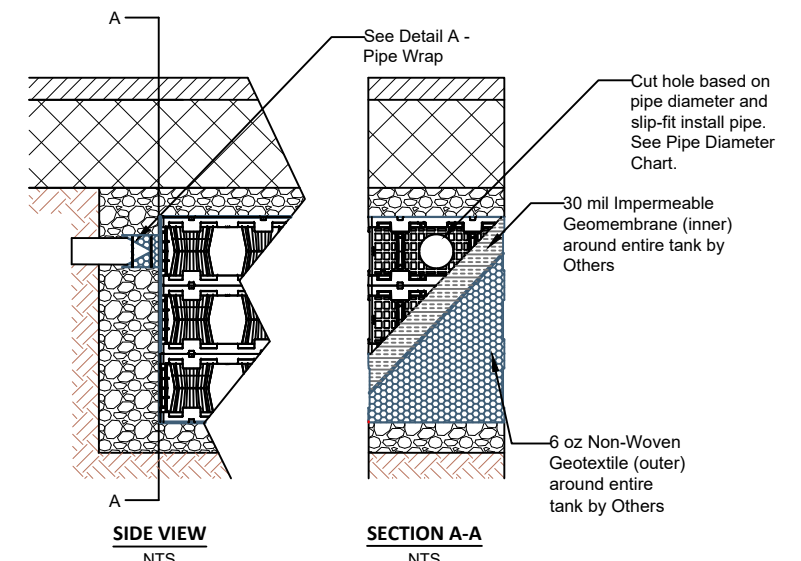 A
See Detail A -
Pipe Wrap
Cut hole based on
pipe diameter and
slip-fit install pipe.
See Pipe Diameter
Chart.
30 mil Impermeable
Geomembrane (inner)
around entire tank by
Others
6 oz Non-Woven
Geotextile (outer)
around entire
tank by Others
A
SIDE VIEW
NTS
SECTION A-A
NTS